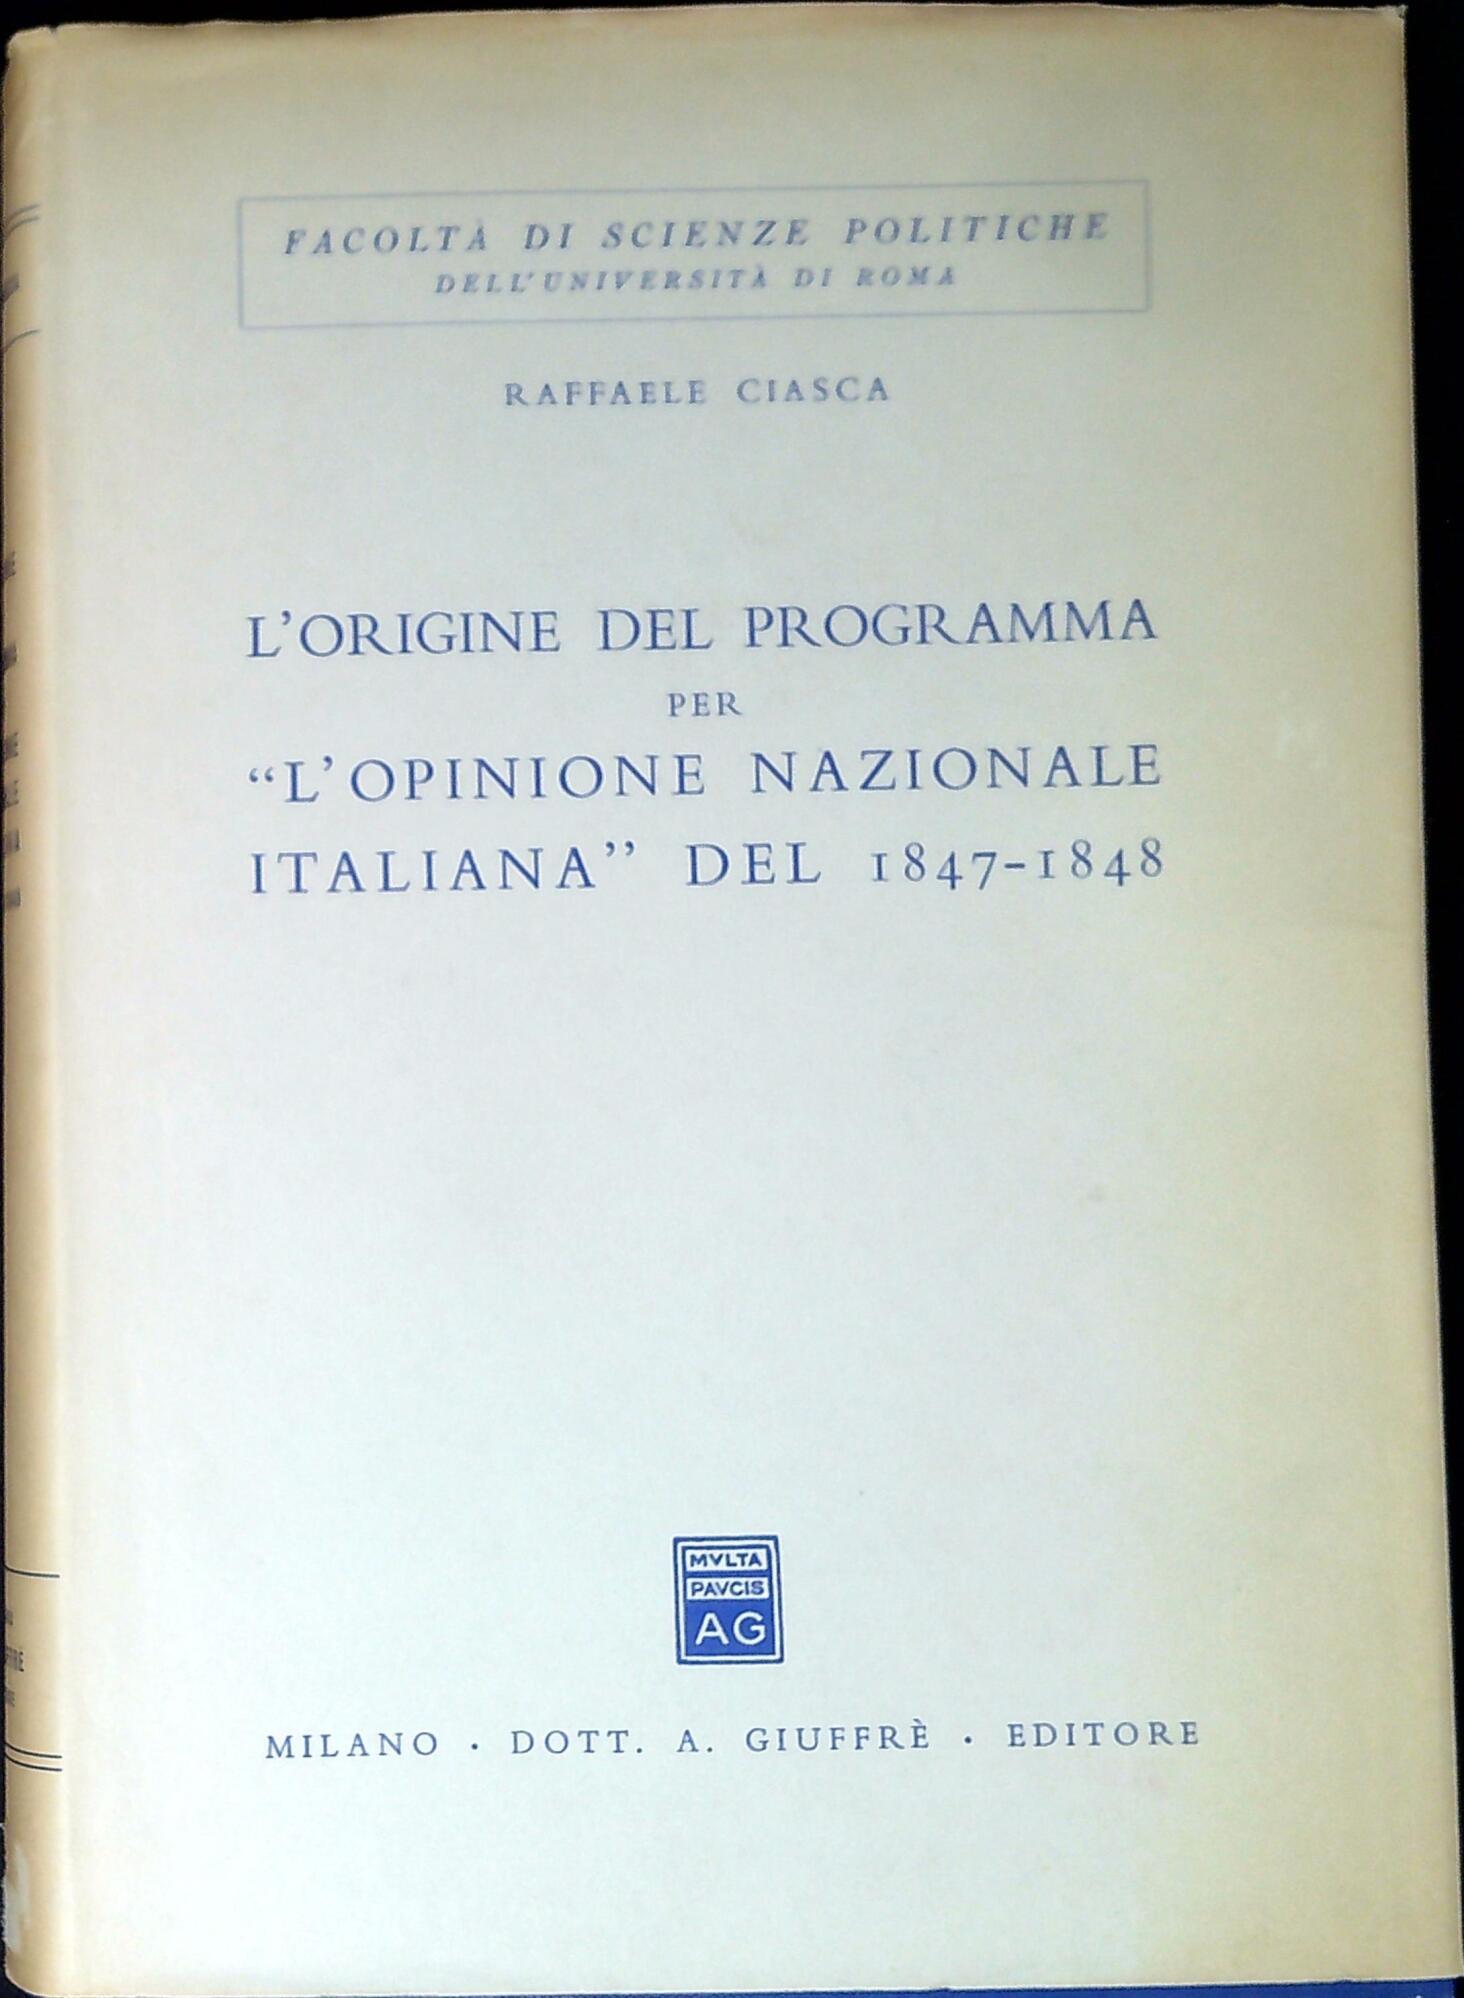 FACOLTÀ DI SCIENZE POLITICHE
DELL'UNIVERSITÀ DI ROMA
RAFFAELE CIASCA
L'ORIGINE DEL PROGRAMMA
PER
“L'OPINIONE NAZIONALE
ITALIANA” DEL 1847-1848
MVLTA
PAVCIS
AG
MILANO · DOTT. A. GIUFFRÈ · EDITORE